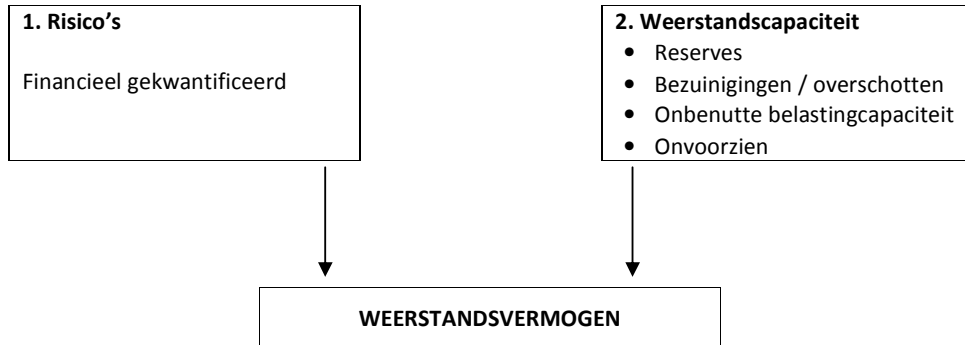 1. Risico’s
Financieel gekwantificeerd
2. Weerstandscapaciteit
• Reserves
• Bezuinigingen / overschotten
• Onbenutte belastingcapaciteit
• Onvoorzien
WEERSTANDSVERMOGEN